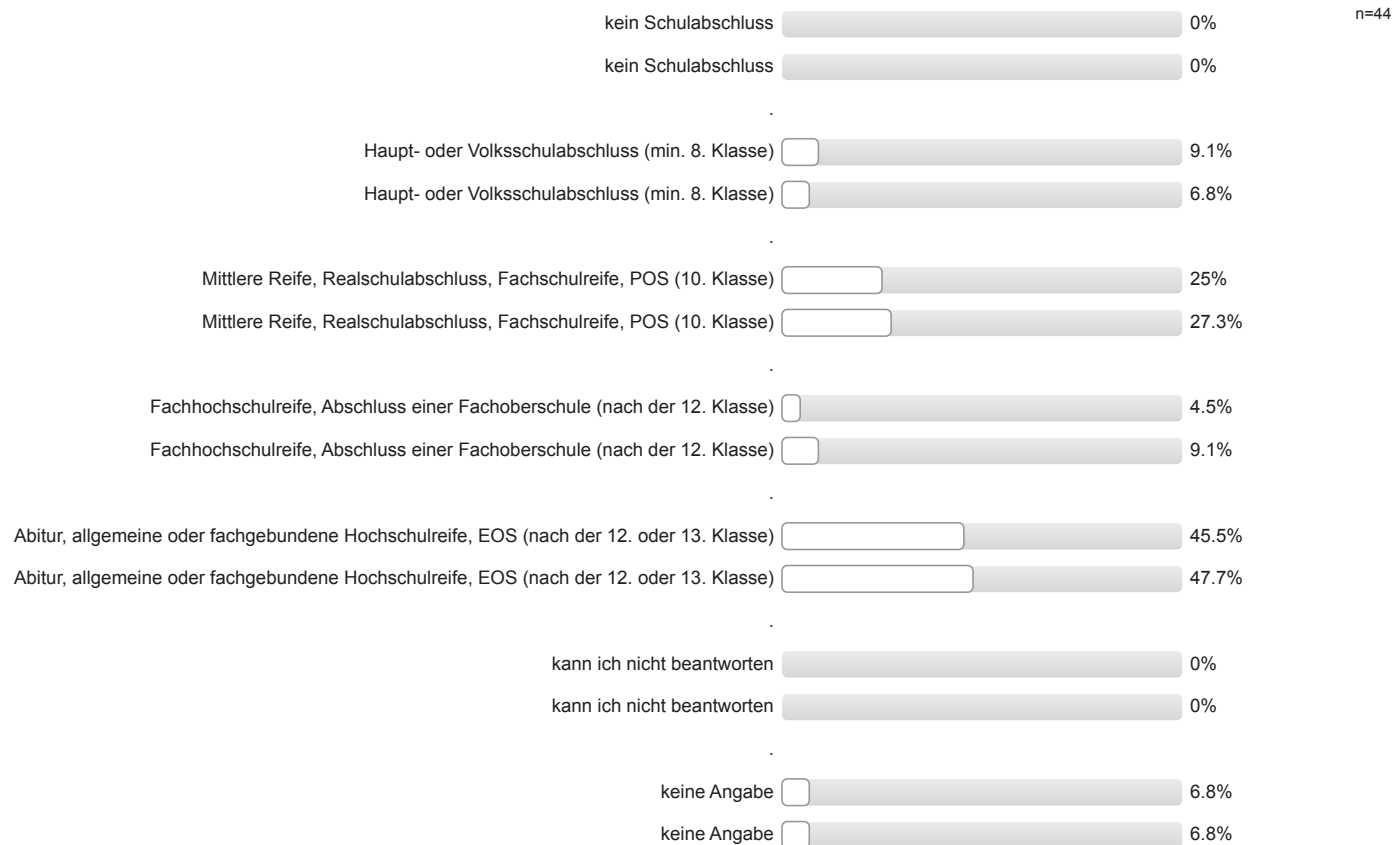 kein Schulabschluss 0% n=44
kein Schulabschluss 0%
.
Haupt- oder Volksschulabschluss (min. 8. Klasse) 9.1%
Haupt- oder Volksschulabschluss (min. 8. Klasse) 6.8%
.
Mittlere Reife, Realschulabschluss, Fachschulreife, POS (10. Klasse) 25%
Mittlere Reife, Realschulabschluss, Fachschulreife, POS (10. Klasse) 27.3%
.
Fachhochschulreife, Abschluss einer Fachoberschule (nach der 12. Klasse) 4.5%
Fachhochschulreife, Abschluss einer Fachoberschule (nach der 12. Klasse) 9.1%
.
Abitur, allgemeine oder fachgebundene Hochschulreife, EOS (nach der 12. oder 13. Klasse) 45.5%
Abitur, allgemeine oder fachgebundene Hochschulreife, EOS (nach der 12. oder 13. Klasse) 47.7%
.
kann ich nicht beantworten 0%
kann ich nicht beantworten 0%
.
keine Angabe 6.8%
keine Angabe 6.8%